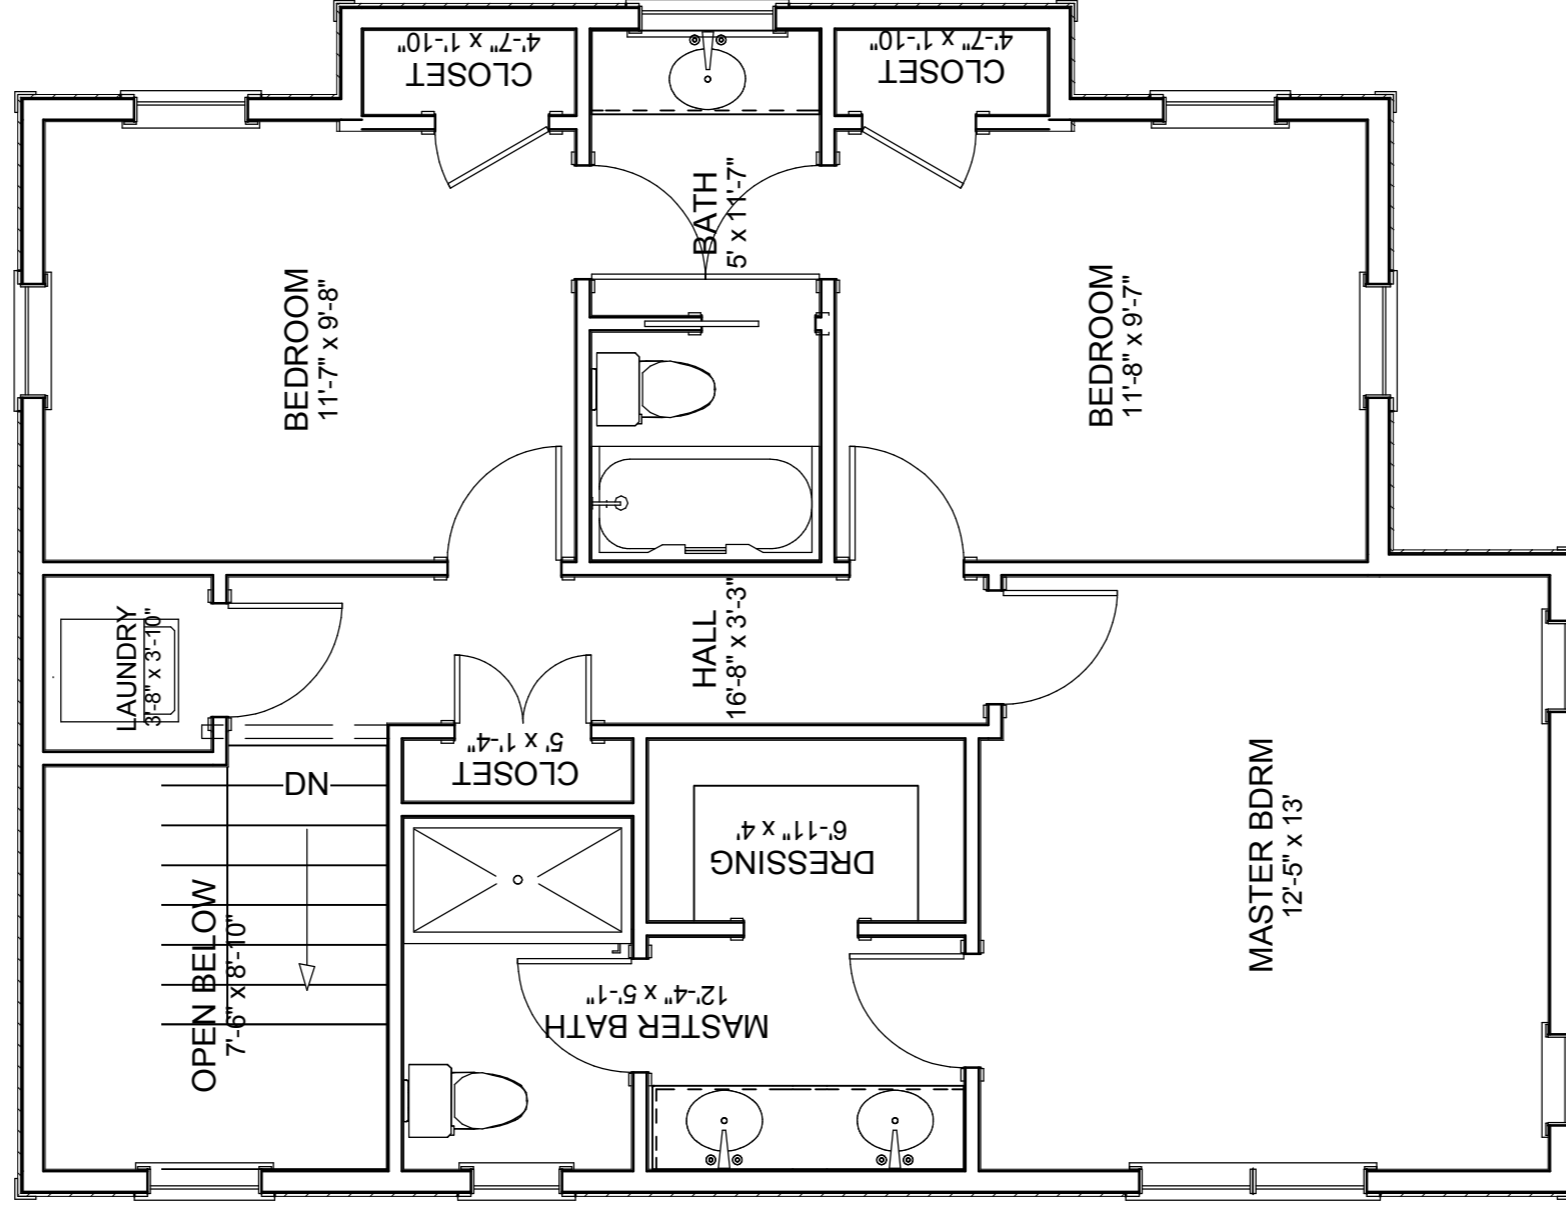 CLOSET
4'-7" x 1'-10"
CLOSET
4'-7" x 1'-10"
BATH
5' x 11'-7"
BEDROOM
11'-7" x 9'-8"
BEDROOM
11'-8" x 9'-7"
LAUNDRY
3'-8" x 3'-10"
HALL
16'-8" x 3'-3"
CLOSET
5' x 1'-4"
DN
DRESSING
6'-11" x 4'
MASTER BDRM
12'-5" x 13'
OPEN BELOW
7'-6" x 8'-10"
MASTER BATH
12'-4" x 5'-1"